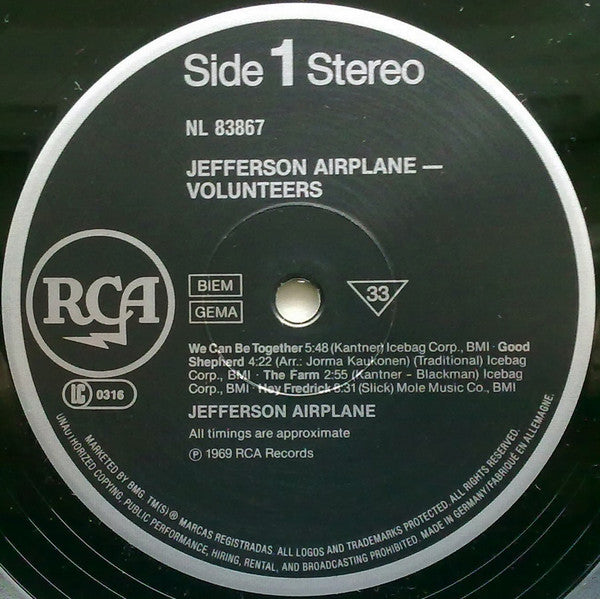 Side 1 Stereo
NL 83867
JEFFERSON AIRPLANE —
VOLUNTEERS
RCA
BIEM
GEMA
33
We Can Be Together 5:48 (Kantner) Icebag Corp., BMI · Good
Shepherd 4:22 (Arr.: Jorma Kaukonen) (Traditional) Icebag
Corp., BMI · The Farm 2:55 (Kantner - Blackman) Icebag
Corp., BMI · Hey Fredrick 8:31 (Slick) Mole Music Co., BMI
LC 0316
JEFFERSON AIRPLANE
All timings are approximate
℗ 1969 RCA Records
MARKETED BY BMG. TM(S) ® MARCAS REGISTRADAS. ALL LOGOS AND TRADEMARKS PROTECTED. ALL RIGHTS RESERVED.
UNAUTHORIZED COPYING, PUBLIC PERFORMANCE, HIRING, RENTAL, AND BROADCASTING PROHIBITED. MADE IN GERMANY/FABRIQUÉ EN ALLEMAGNE.